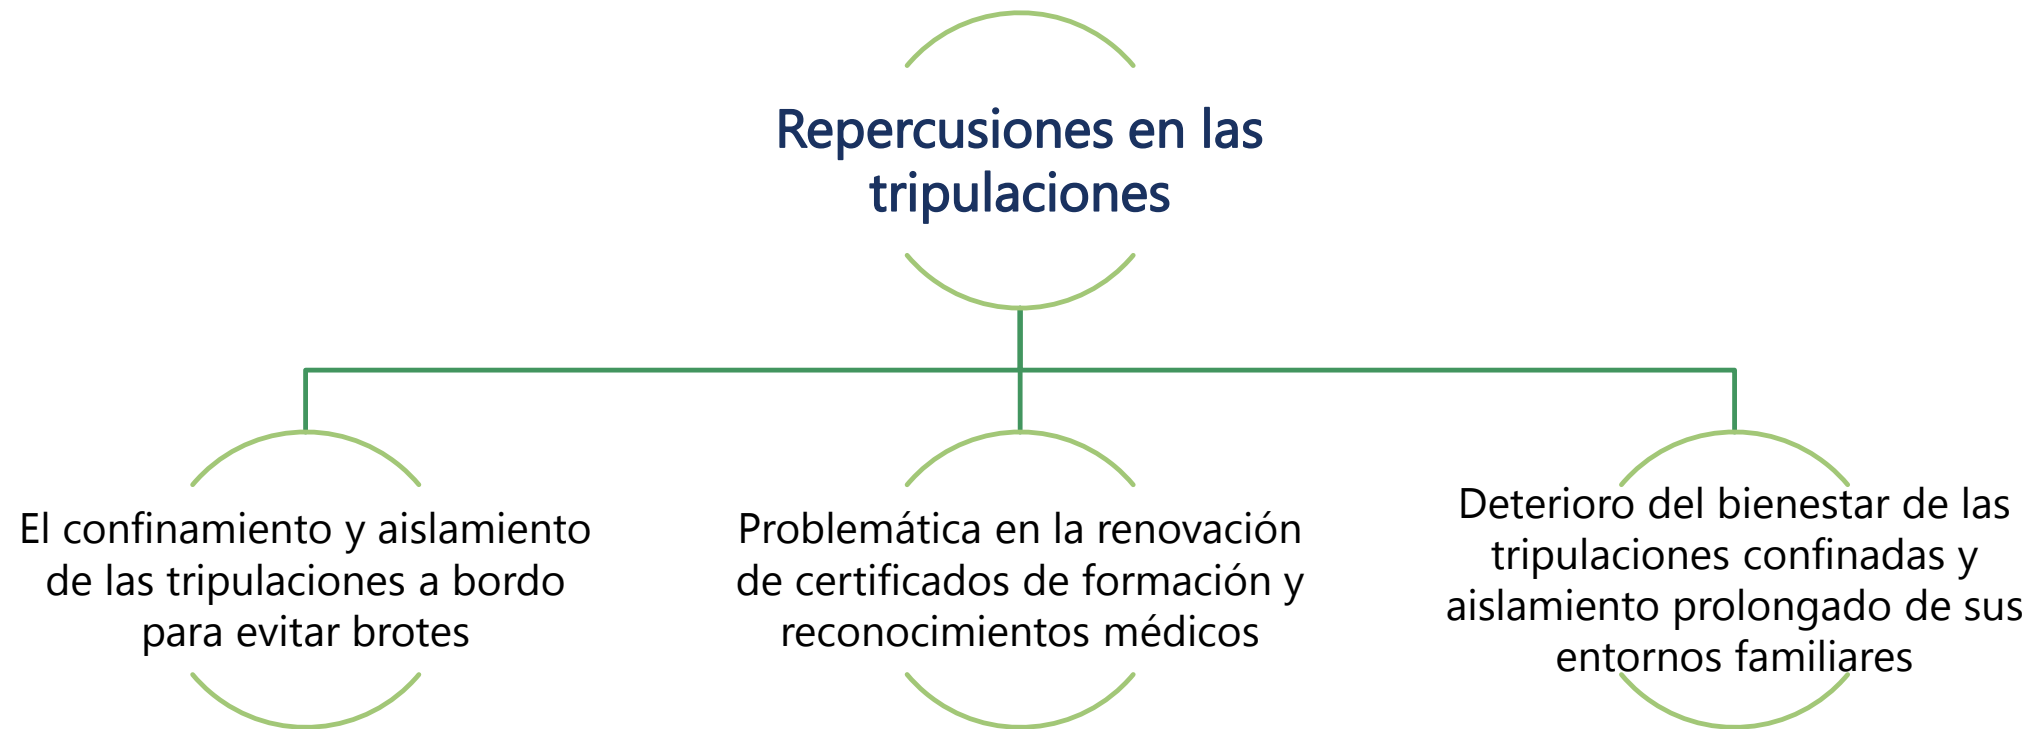 Repercusiones en las
tripulaciones
El confinamiento y aislamiento
de las tripulaciones a bordo
para evitar brotes
Problemática en la renovación
de certificados de formación y
reconocimientos médicos
Deterioro del bienestar de las
tripulaciones confinadas y
aislamiento prolongado de sus
entornos familiares